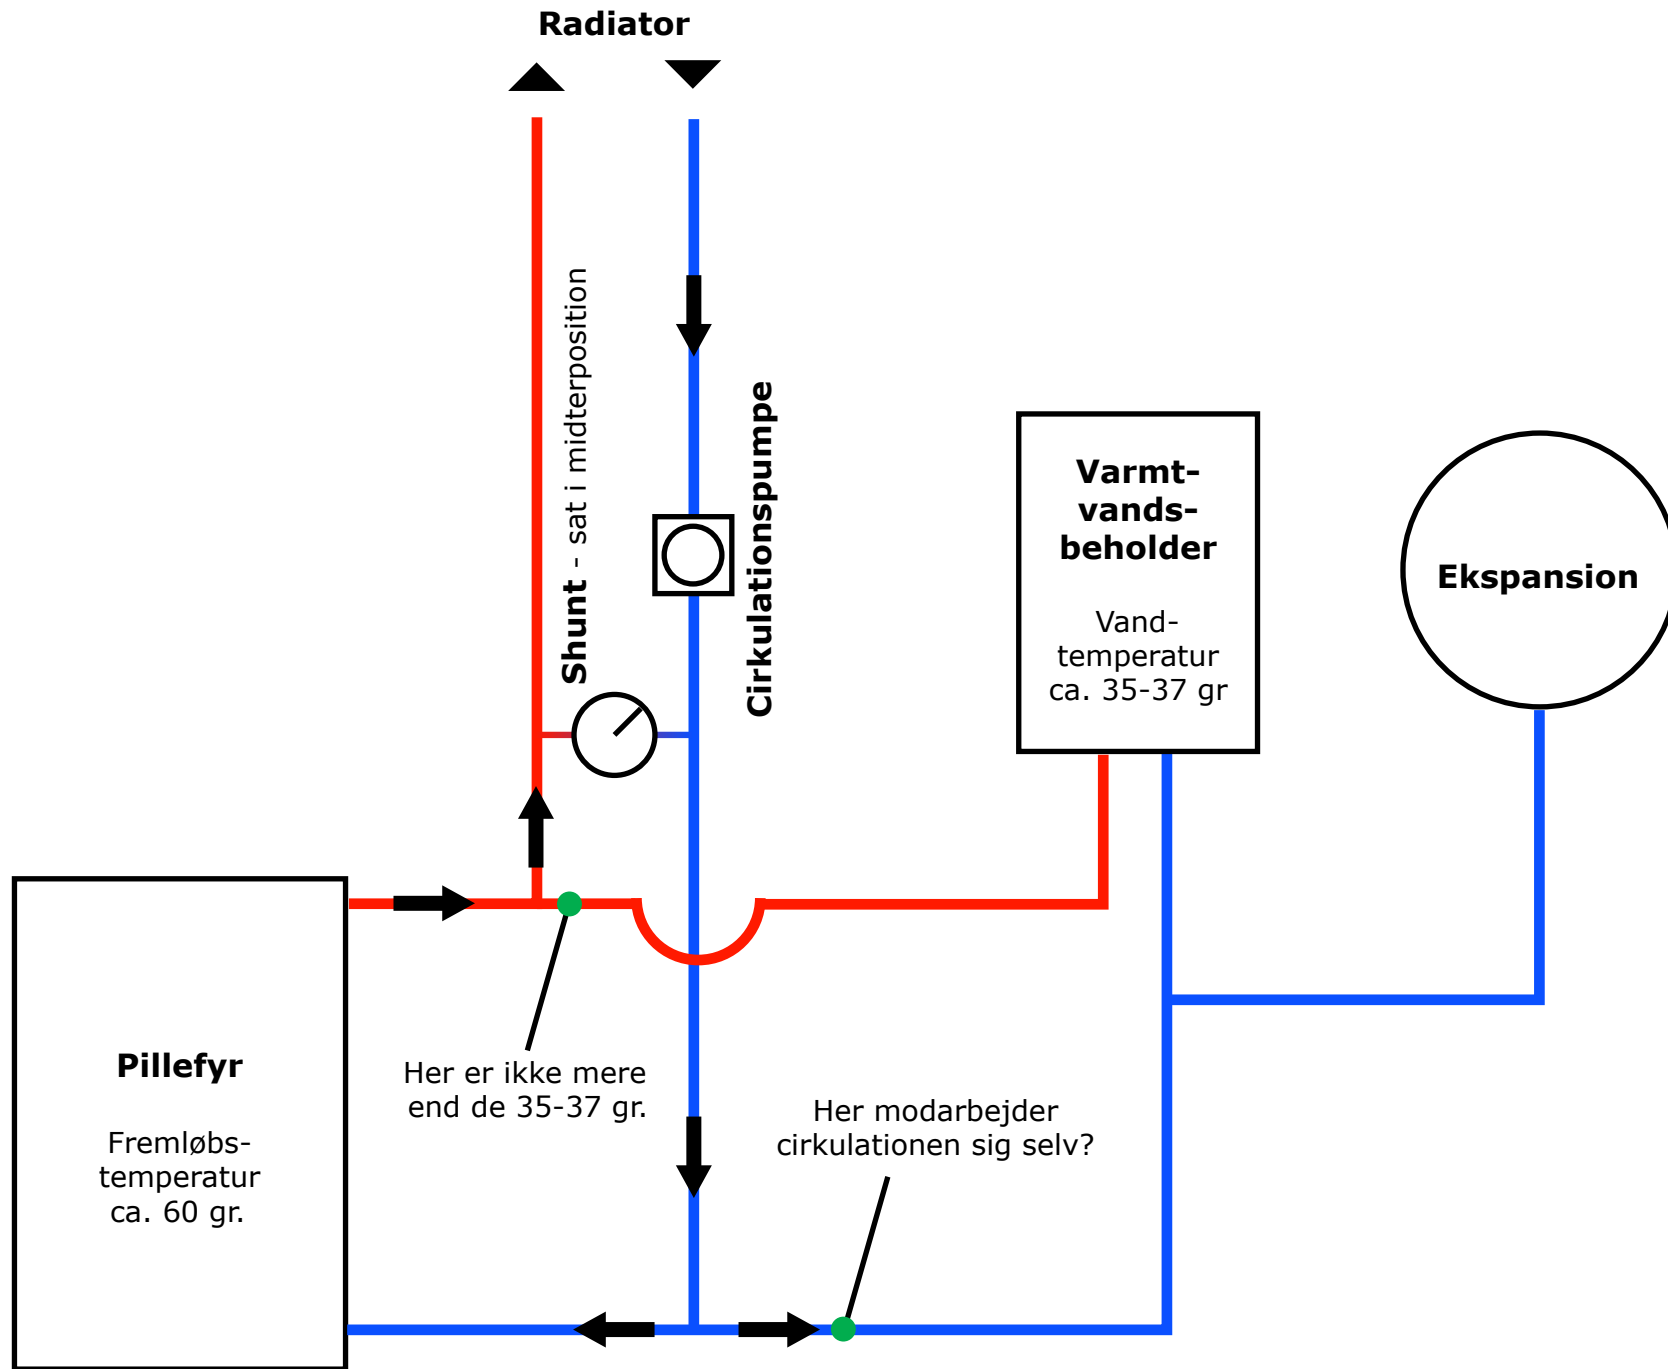 Radiator
Shunt - sat i midterposition
Cirkulationspumpe
Varmt-
vands-
beholder
Vand-
temperatur
ca. 35-37 gr
Ekspansion
Pillefyr
Fremløbs-
temperatur
ca. 60 gr.
Her er ikke mere
end de 35-37 gr.
Her modarbejder
cirkulationen sig selv?